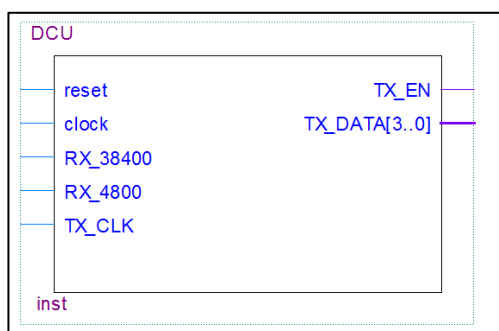 DCU
reset TX_EN
clock TX_DATA[3..0]
RX_38400
RX_4800
TX_CLK
inst